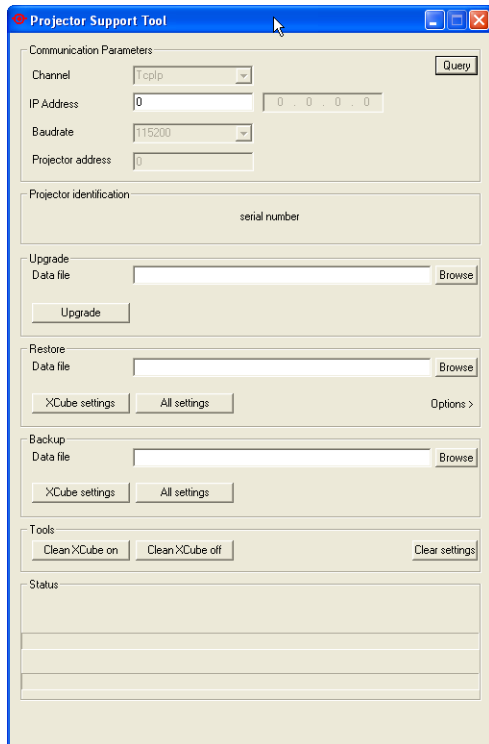 Projector Support Tool
Communication Parameters
Query
Channel
TcpIp
IP Address
0
0 . 0 . 0 . 0
Baudrate
115200
Projector address
0
Projector identification
serial number
Upgrade
Data file
Browse
Upgrade
Restore
Data file
Browse
XCube settings
All settings
Options >
Backup
Data file
Browse
XCube settings
All settings
Tools
Clean XCube on
Clean XCube off
Clear settings
Status